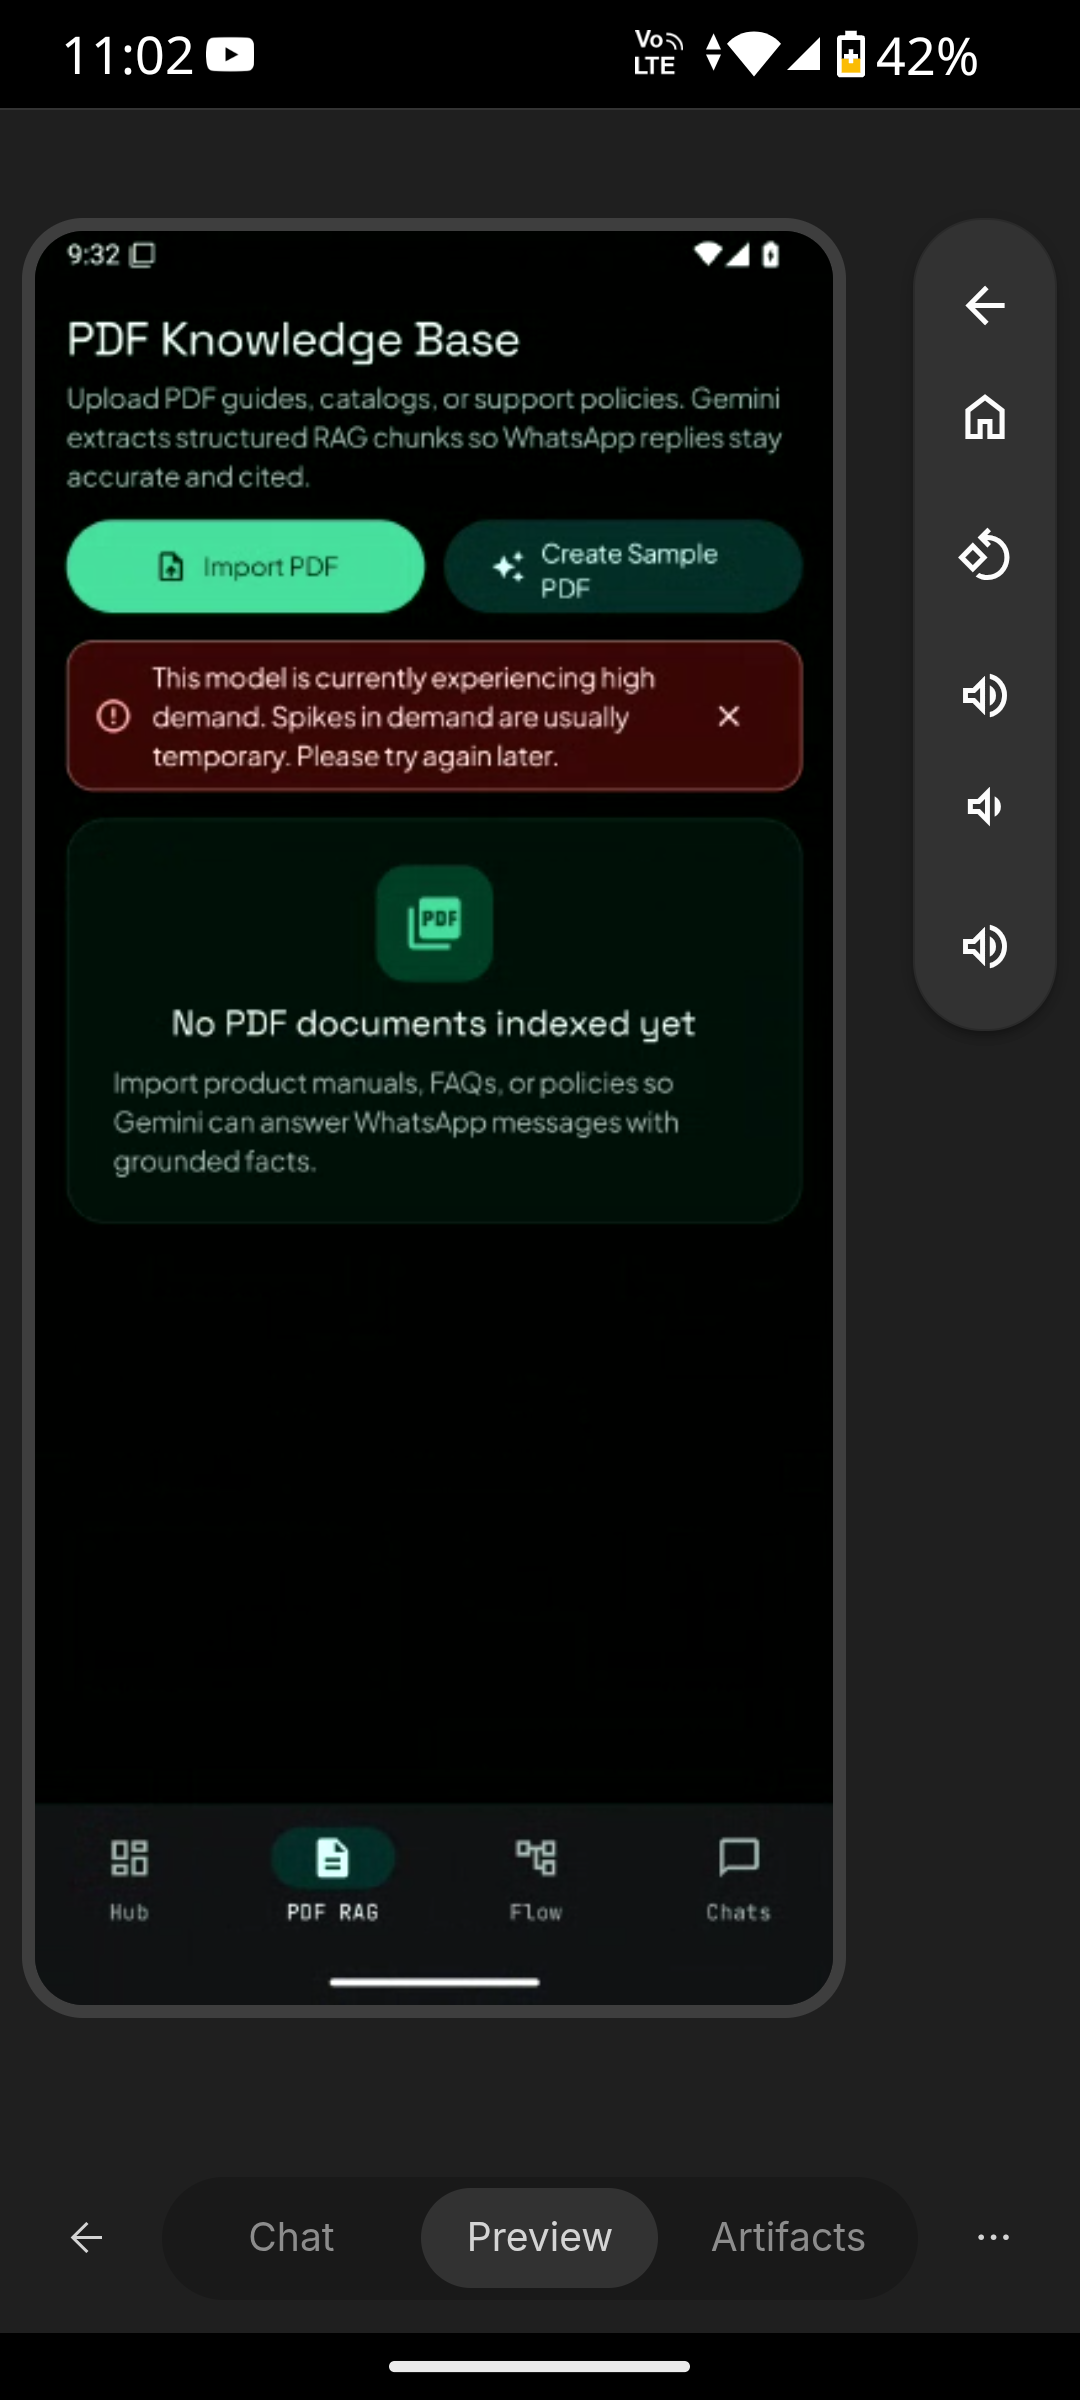 11:02
Vo
LTE
42%
9:32
PDF Knowledge Base
Upload PDF guides, catalogs, or support policies. Gemini
extracts structured RAG chunks so WhatsApp replies stay
accurate and cited.
Import PDF
Create Sample
PDF
This model is currently experiencing high
demand. Spikes in demand are usually
temporary. Please try again later.
PDF
No PDF documents indexed yet
Import product manuals, FAQs, or policies so
Gemini can answer WhatsApp messages with
grounded facts.
Hub
PDF RAG
Flow
Chats
Chat
Preview
Artifacts